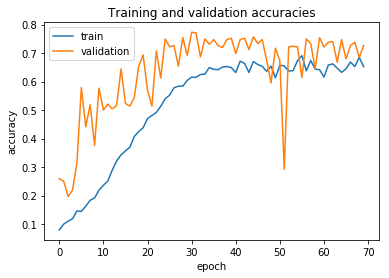 Training and validation accuracies
train
validation
accuracy
0.8
0.7
0.6
0.5
0.4
0.3
0.2
0.1
0 10 20 30 40 50 60 70
epoch